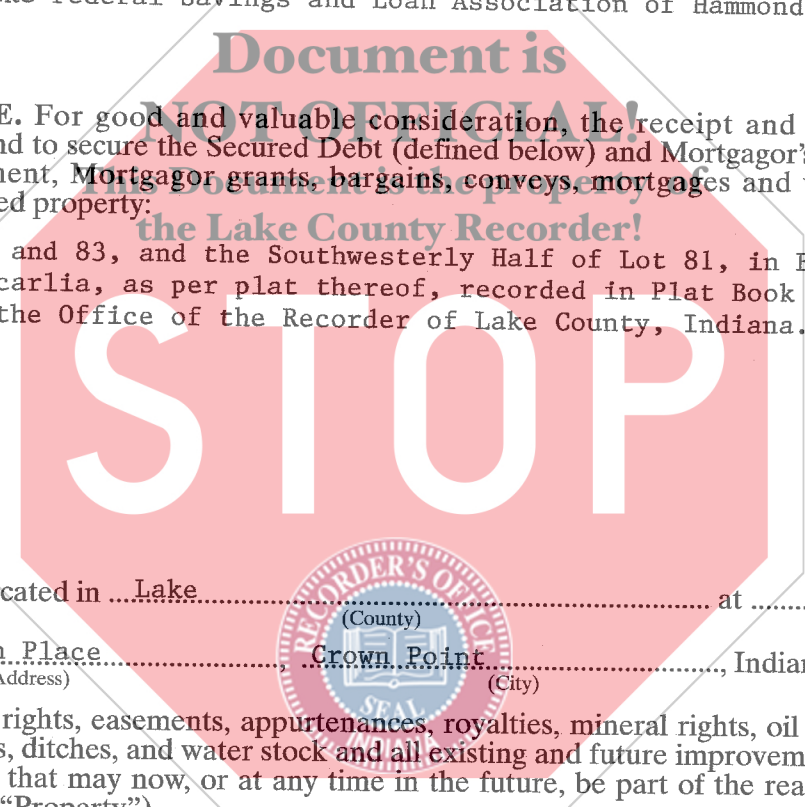 Federal Savings and Loan Association of Hammond
Document is
NOT OFFICIAL!
E. For good and valuable consideration, the receipt and
nd to secure the Secured Debt (defined below) and Mortgagor's
ment, Mortgagor grants, bargains, conveys, mortgages and
This Document is the property of
ed property:
the Lake County Recorder!
and 83, and the Southwesterly Half of Lot 81, in
carlia, as per plat thereof, recorded in Plat Book
the Office of the Recorder of Lake County, Indiana.
STOP
cated in Lake at
(County)
Place, Crown Point, Indian
Address) (City)
RECORDER'S OFFICE
SEAL
INDIANA
rights, easements, appurtenances, royalties, mineral rights, oil
s, ditches, and water stock and all existing and future improvem
that may now, or at any time in the future, be part of the rea
"Property").